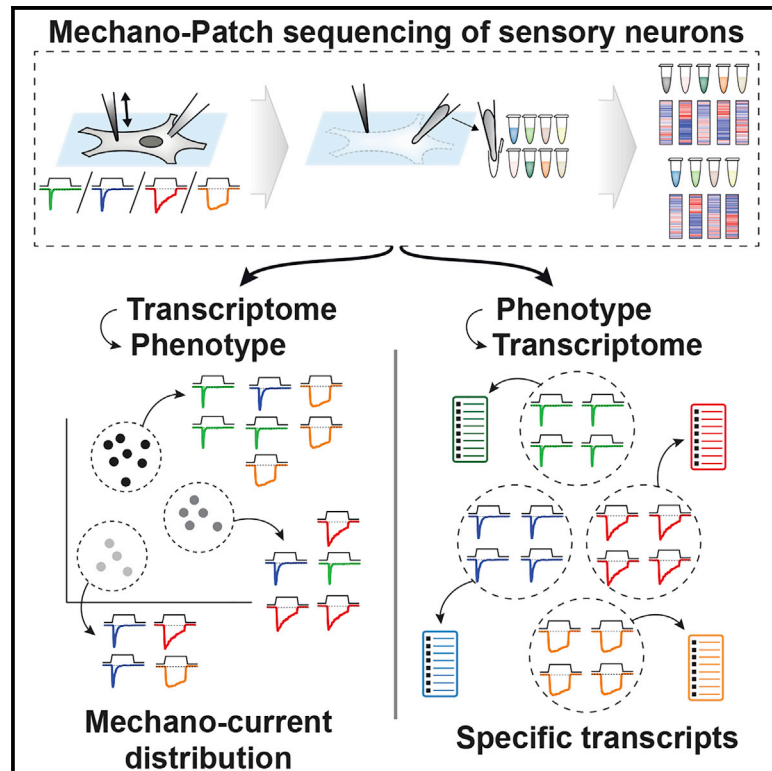 Mechano-Patch sequencing of sensory neurons
Transcriptome
Phenotype
Mechano-current
distribution
Phenotype
Transcriptome
Specific transcripts